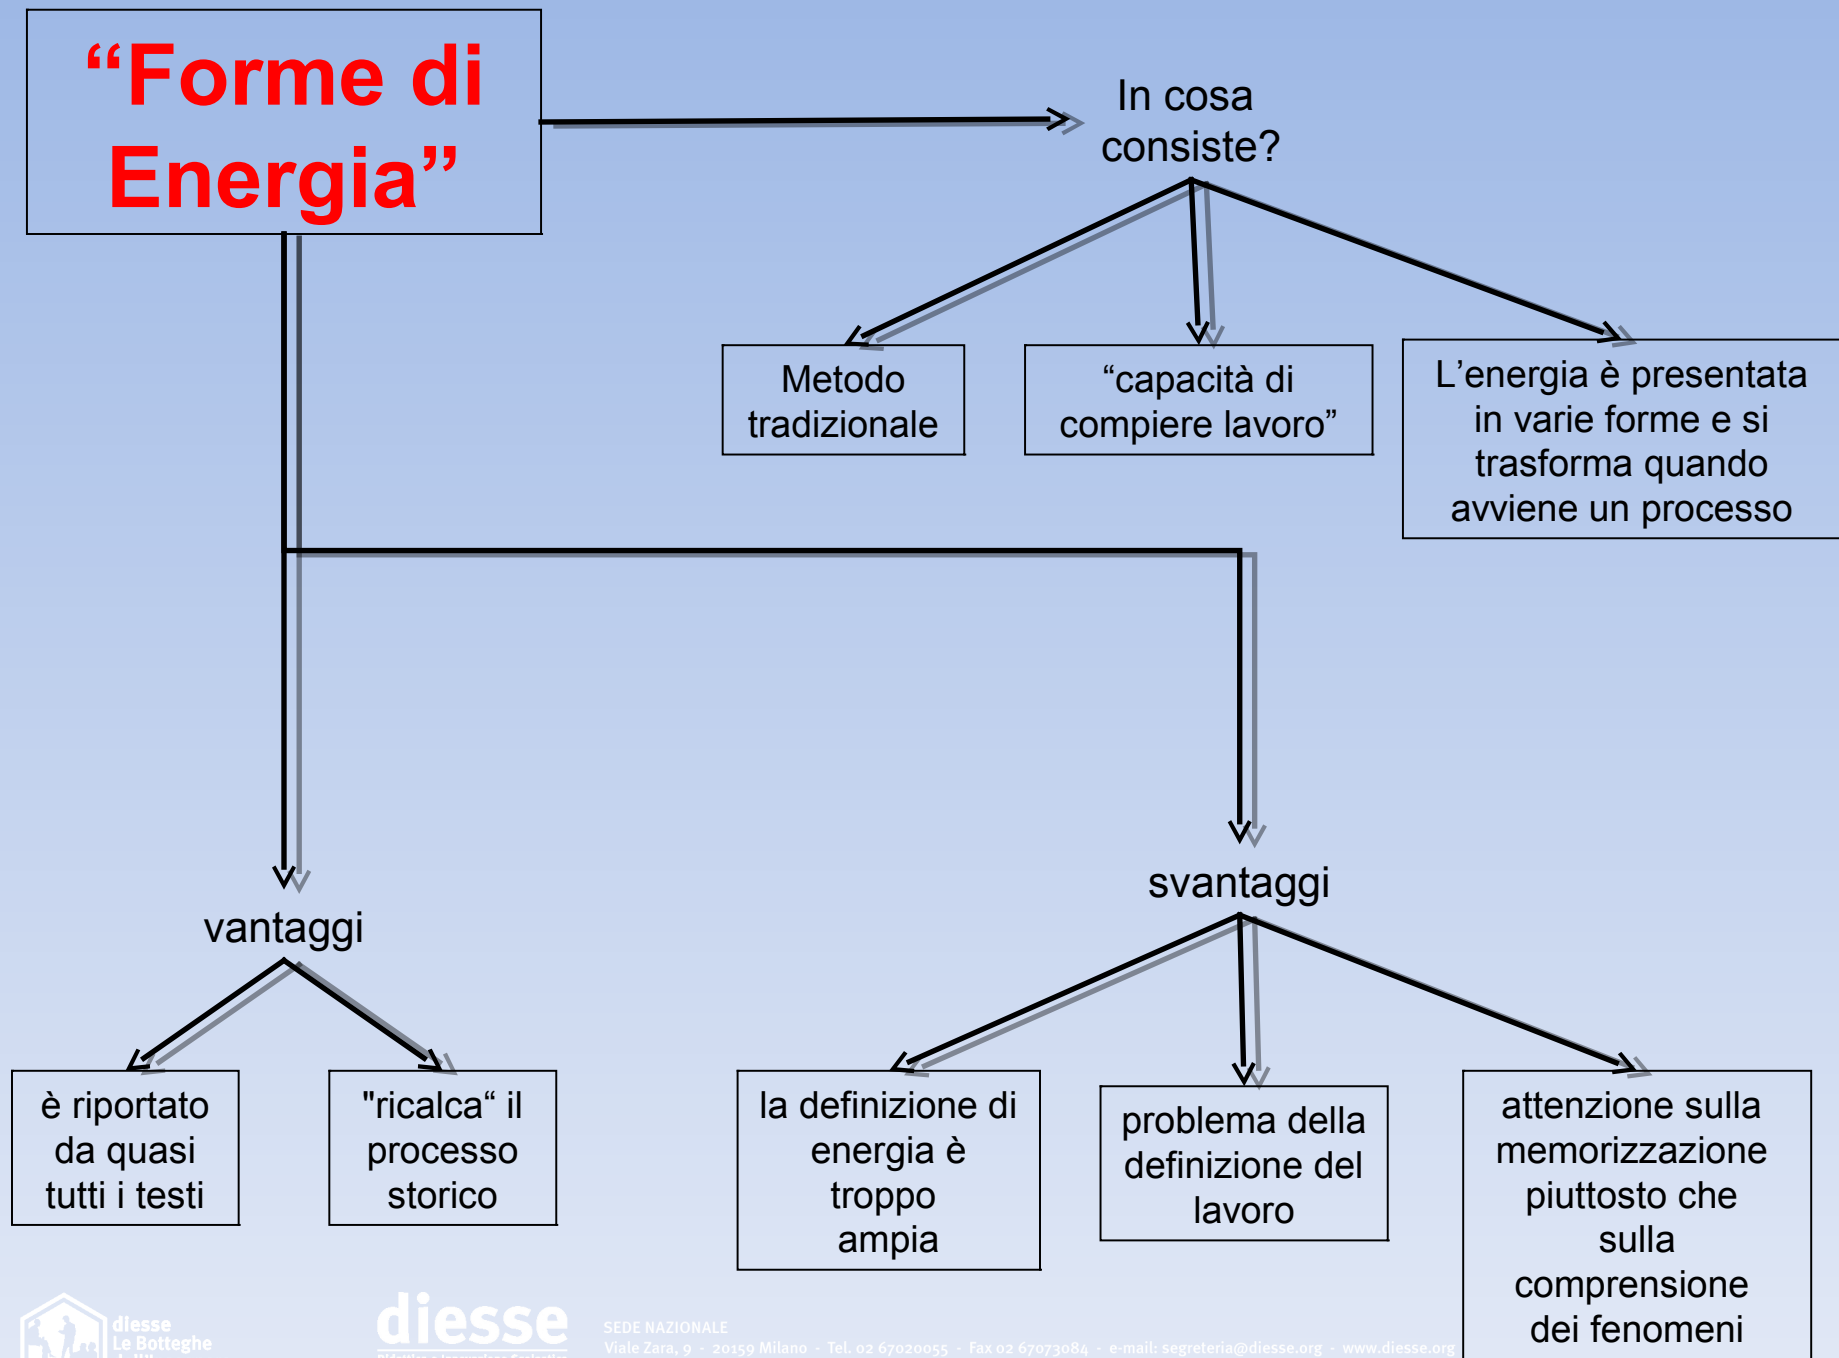 “Forme di
Energia”
In cosa
consiste?
Metodo
tradizionale
“capacità di
compiere lavoro”
L’energia è presentata
in varie forme e si
trasforma quando
avviene un processo
vantaggi
svantaggi
è riportato
da quasi
tutti i testi
"ricalca“ il
processo
storico
la definizione di
energia è
troppo
ampia
problema della
definizione del
lavoro
attenzione sulla
memorizzazione
piuttosto che
sulla
comprensione
dei fenomeni
diesse
Le Botteghe
diesse
SEDE NAZIONALE
Viale Zara, 9 - 20159 Milano - Tel. 02 67020055 - Fax 02 67073084 - e-mail: segreteria@diesse.org - www.diesse.org